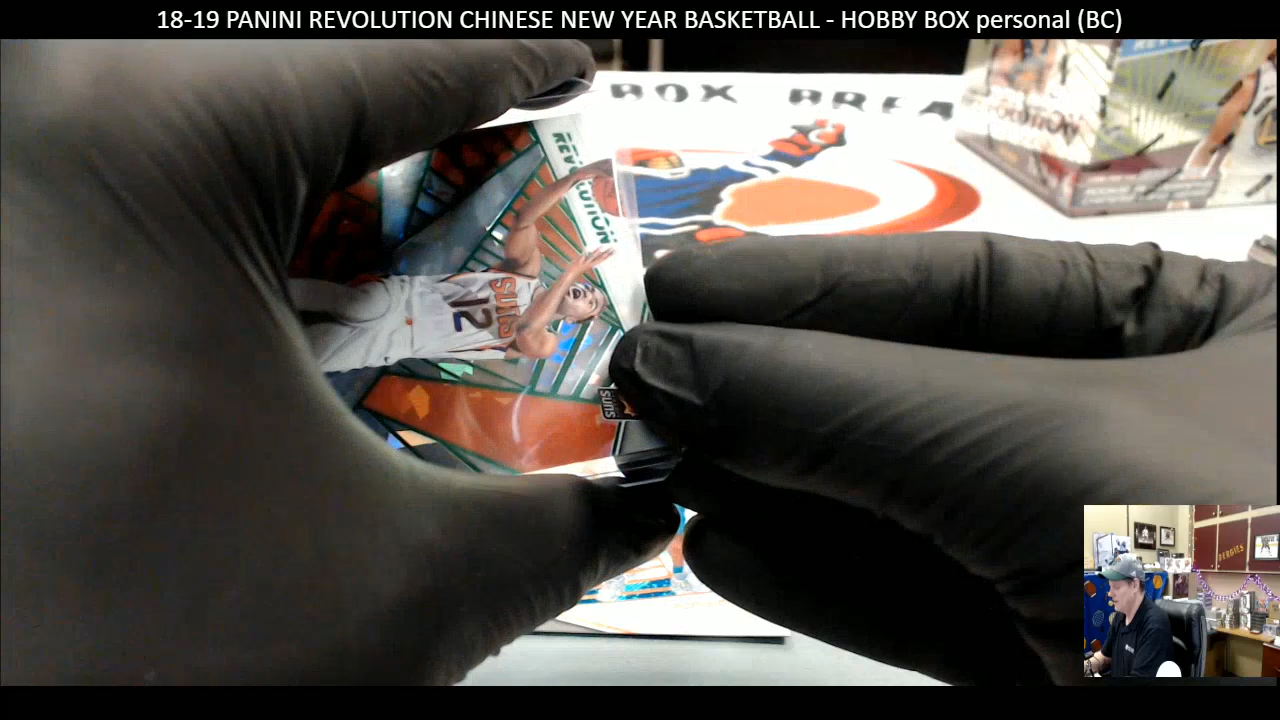 18-19 PANINI REVOLUTION CHINESE NEW YEAR BASKETBALL - HOBBY BOX personal (BC)
BOX BREA
REVOLUTION
SUNS
12
SUNS